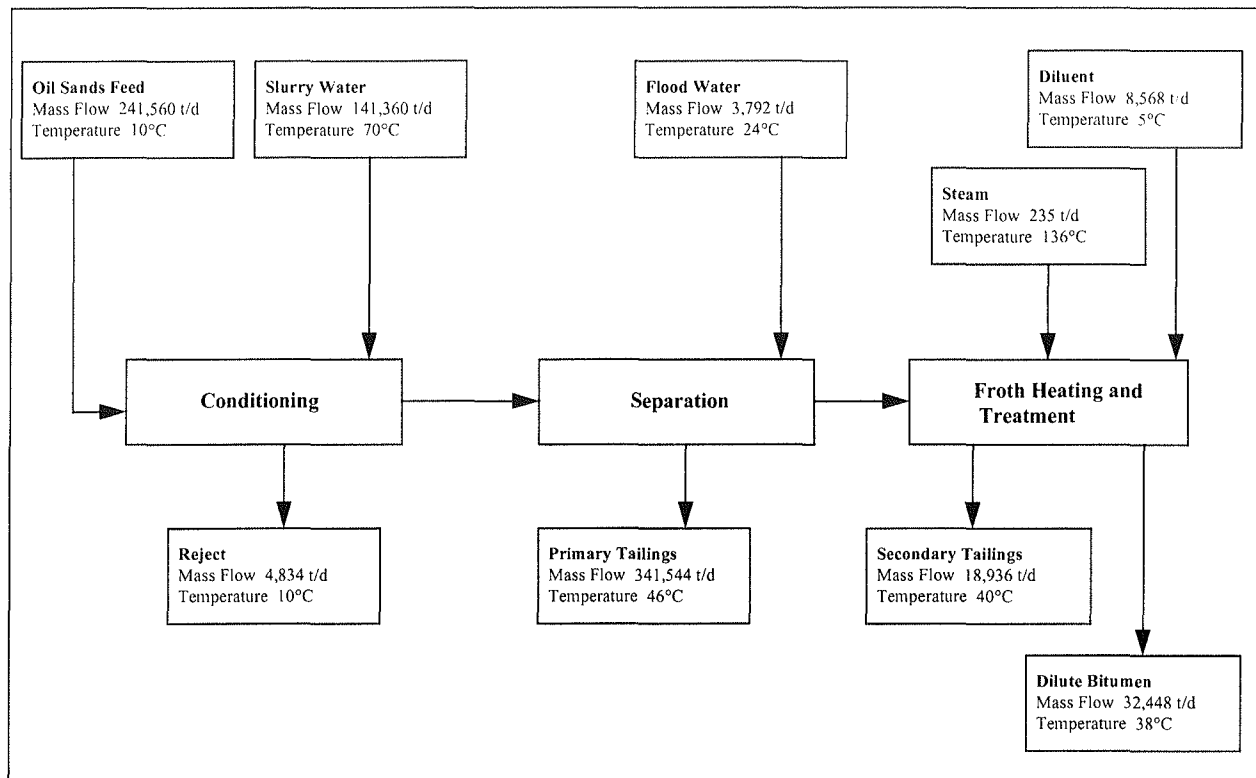 Oil Sands Feed
Mass Flow 241,560 t/d
Temperature 10°C
Slurry Water
Mass Flow 141,360 t/d
Temperature 70°C
Flood Water
Mass Flow 3,792 t/d
Temperature 24°C
Diluent
Mass Flow 8,568 t/d
Temperature 5°C
Steam
Mass Flow 235 t/d
Temperature 136°C
Conditioning
Separation
Froth Heating and
Treatment
Reject
Mass Flow 4,834 t/d
Temperature 10°C
Primary Tailings
Mass Flow 341,544 t/d
Temperature 46°C
Secondary Tailings
Mass Flow 18,936 t/d
Temperature 40°C
Dilute Bitumen
Mass Flow 32,448 t/d
Temperature 38°C